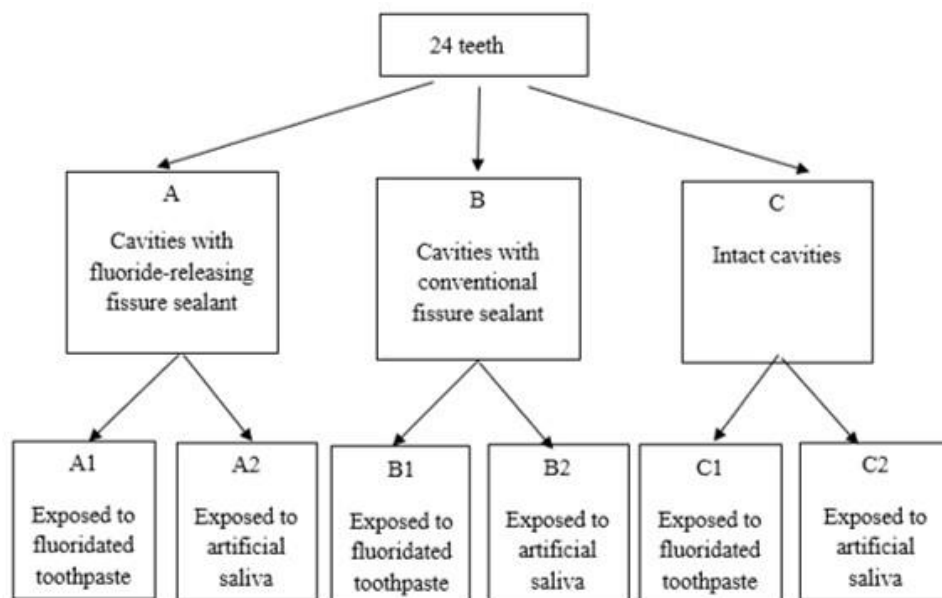 24 teeth
A
Cavities with
fluoride-releasing
fissure sealant
B
Cavities with
conventional
fissure sealant
C
Intact cavities
A1
Exposed to
fluoridated
toothpaste
A2
Exposed to
artificial
saliva
B1
Exposed to
fluoridated
toothpaste
B2
Exposed to
artificial
saliva
C1
Exposed to
fluoridated
toothpaste
C2
Exposed to
artificial
saliva